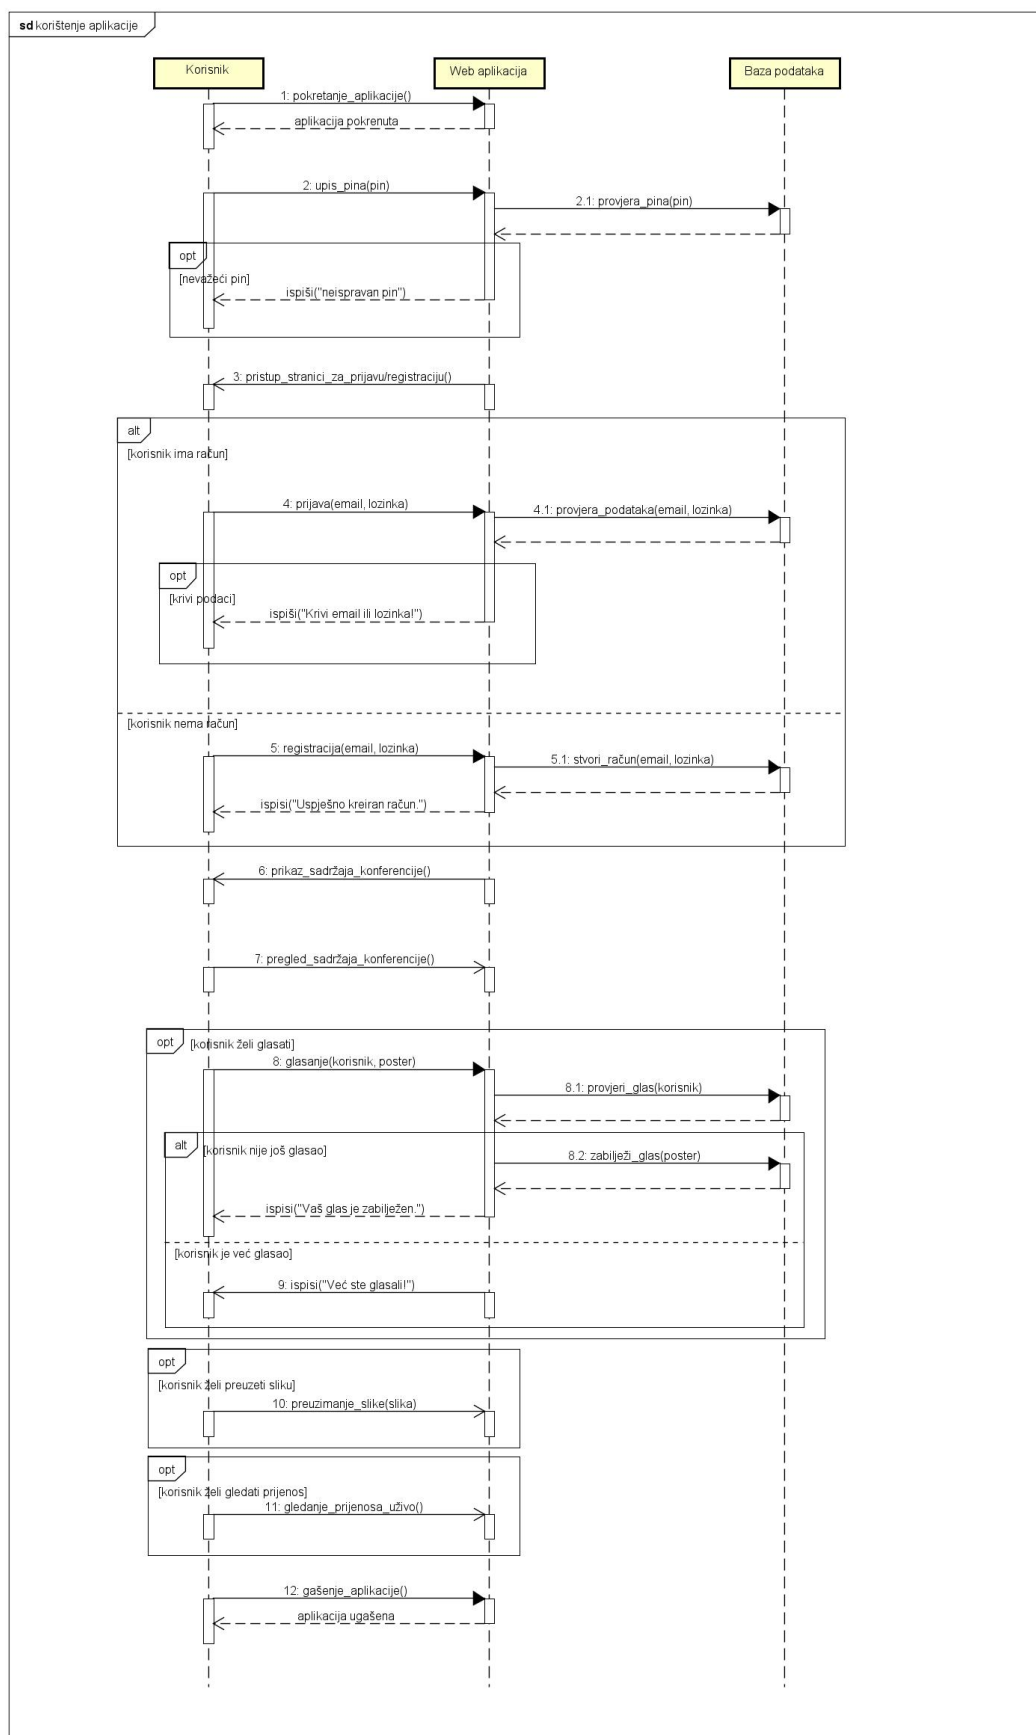 sd korištenje aplikacije
Korisnik
Web aplikacija
Baza podataka
1: pokretanje_aplikacije()
aplikacija pokrenuta
2: upis_pina(pin)
2.1: provjera_pina(pin)
opt
[nevažeći pin]
ispiši("neispravan pin")
3: pristup_stranici_za_prijavu/registraciju()
alt
[korisnik ima račun]
4: prijava(email, lozinka)
4.1: provjera_podataka(email, lozinka)
opt
[krivi podaci]
ispiši("Krivi email ili lozinka!")
[korisnik nema račun]
5: registracija(email, lozinka)
5.1: stvori_račun(email, lozinka)
ispisi("Uspješno kreiran račun.")
6: prikaz_sadržaja_konferencije()
7: pregled_sadržaja_konferencije()
opt
[korisnik želi glasati]
8: glasanje(korisnik, poster)
8.1: provjeri_glas(korisnik)
alt
[korisnik nije još glasao]
8.2: zabilježi_glas(poster)
ispisi("Vaš glas je zabilježen.")
[korisnik je već glasao]
9: ispisi("Već ste glasali!")
opt
[korisnik želi preuzeti sliku]
10: preuzimanje_slike(slika)
opt
[korisnik želi gledati prijenos]
11: gledanje_prijenosa_uživo()
12: gašenje_aplikacije()
aplikacija ugašena